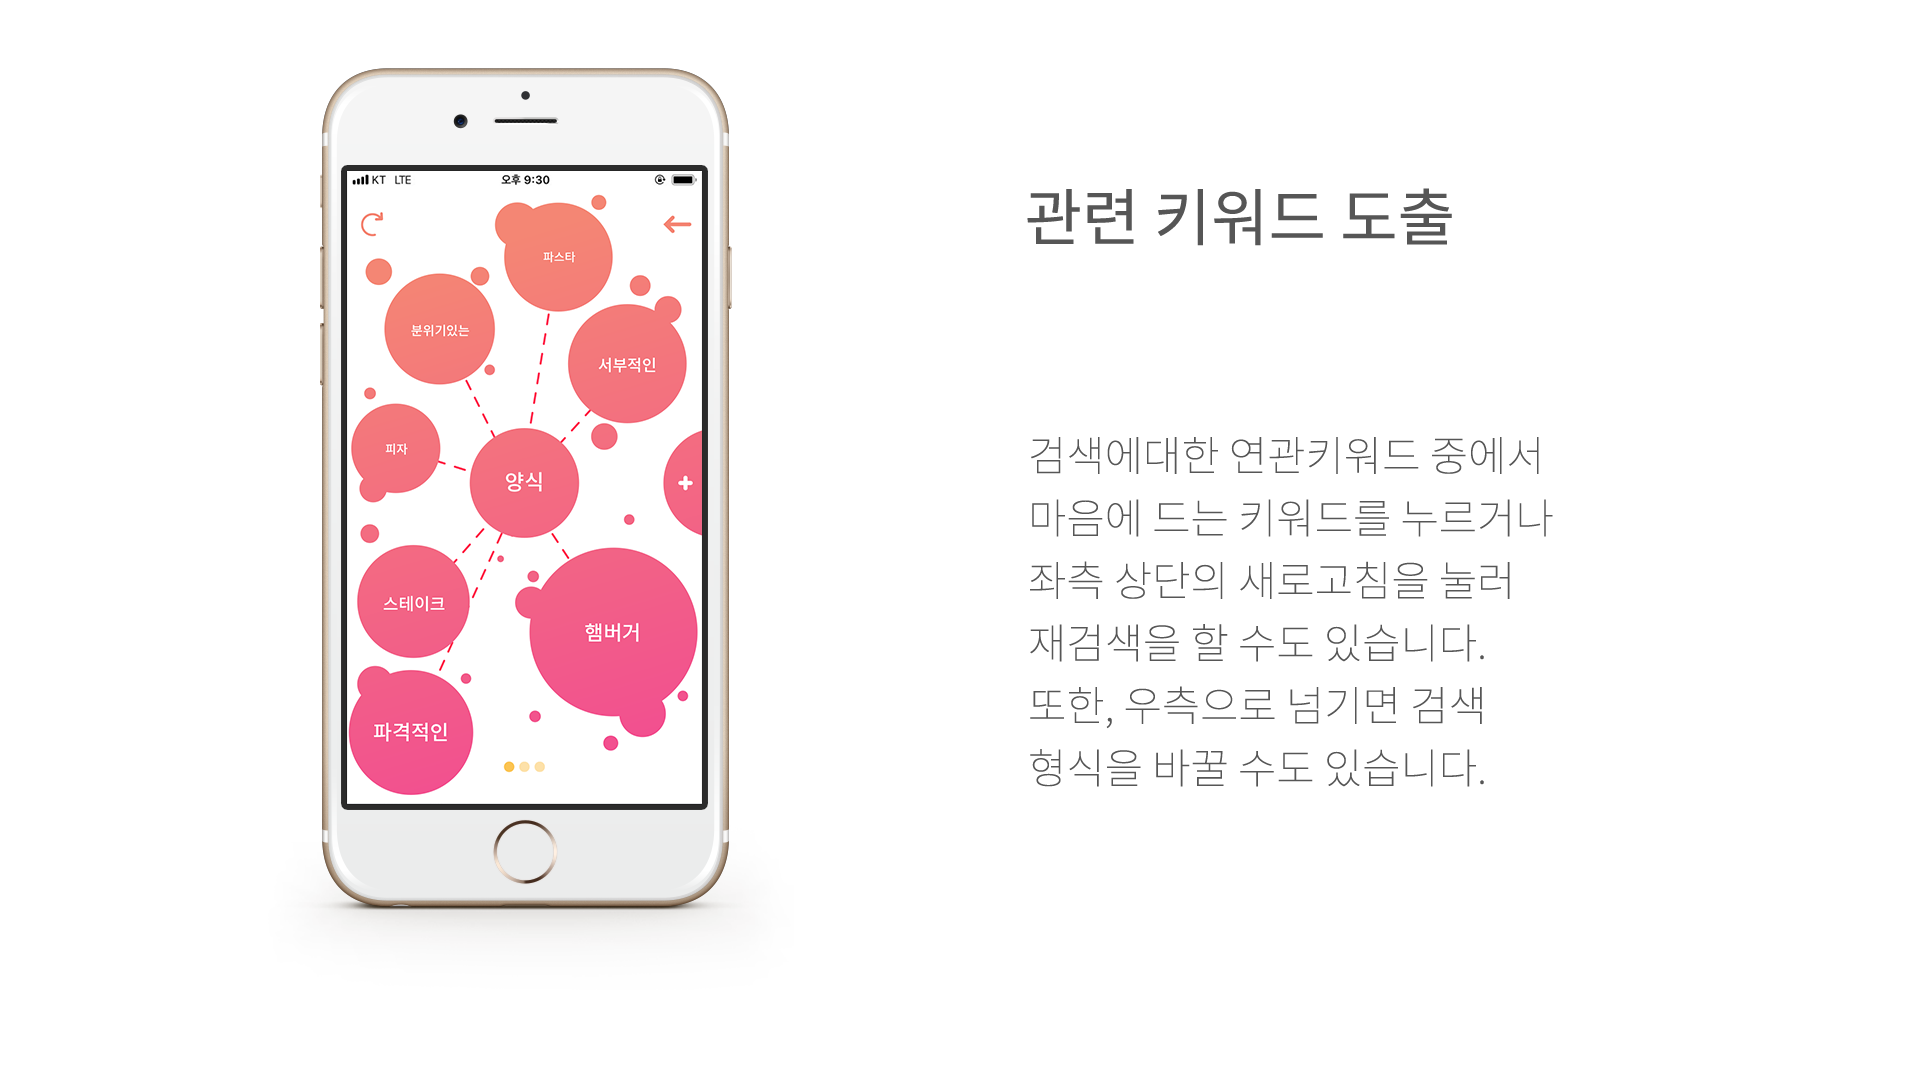 KT LTE 오후 9:30
파스타
분위기있는
서부적인
피자
양식
스테이크
햄버거
파격적인
관련 키워드 도출
검색에대한 연관키워드 중에서
마음에 드는 키워드를 누르거나
좌측 상단의 새로고침을 눌러
재검색을 할 수도 있습니다.
또한, 우측으로 넘기면 검색
형식을 바꿀 수도 있습니다.